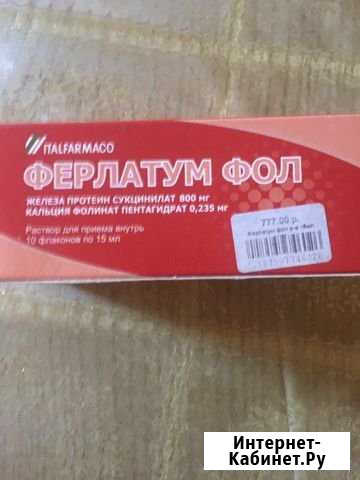 ITALFARMACO
ФЕРЛАТУМ ФОЛ
ЖЕЛЕЗА ПРОТЕИН СУКЦИНИЛАТ 800 мг
КАЛЬЦИЯ ФОЛИНАТ ПЕНТАГИДРАТ 0,235 мг
Раствор для приема внутрь
10 флаконов по 15 мл
777.00 р.
Интернет-
Кабинет.Ру